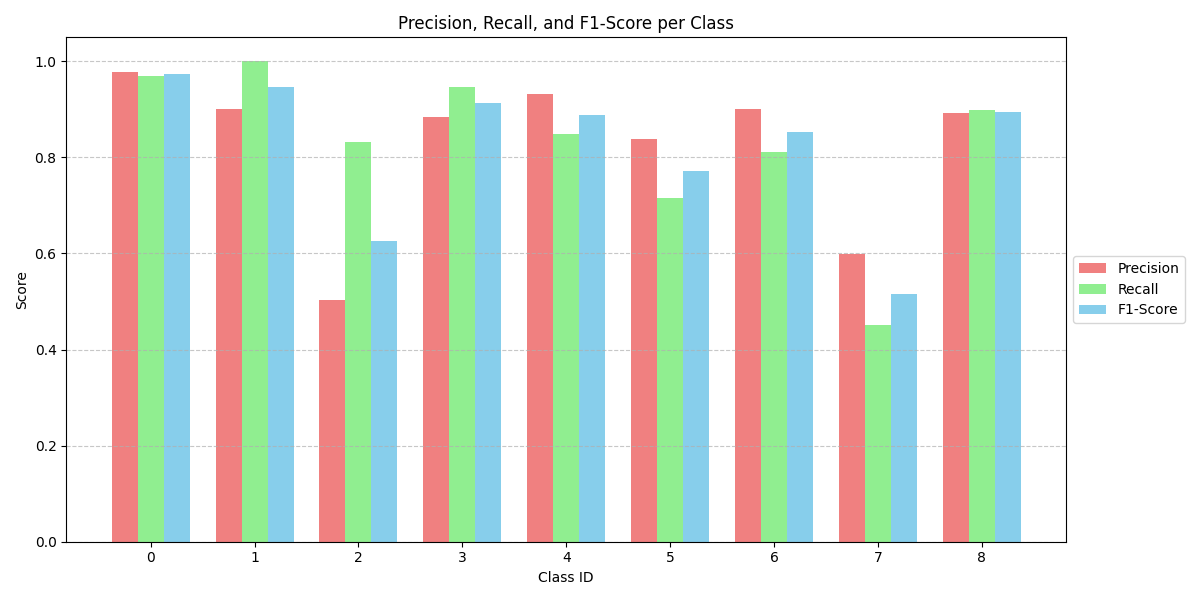 Precision, Recall, and F1-Score per Class
Score
1.0
0.8
0.6
0.4
0.2
0.0
0 1 2 3 4 5 6 7 8
Class ID
Precision
Recall
F1-Score